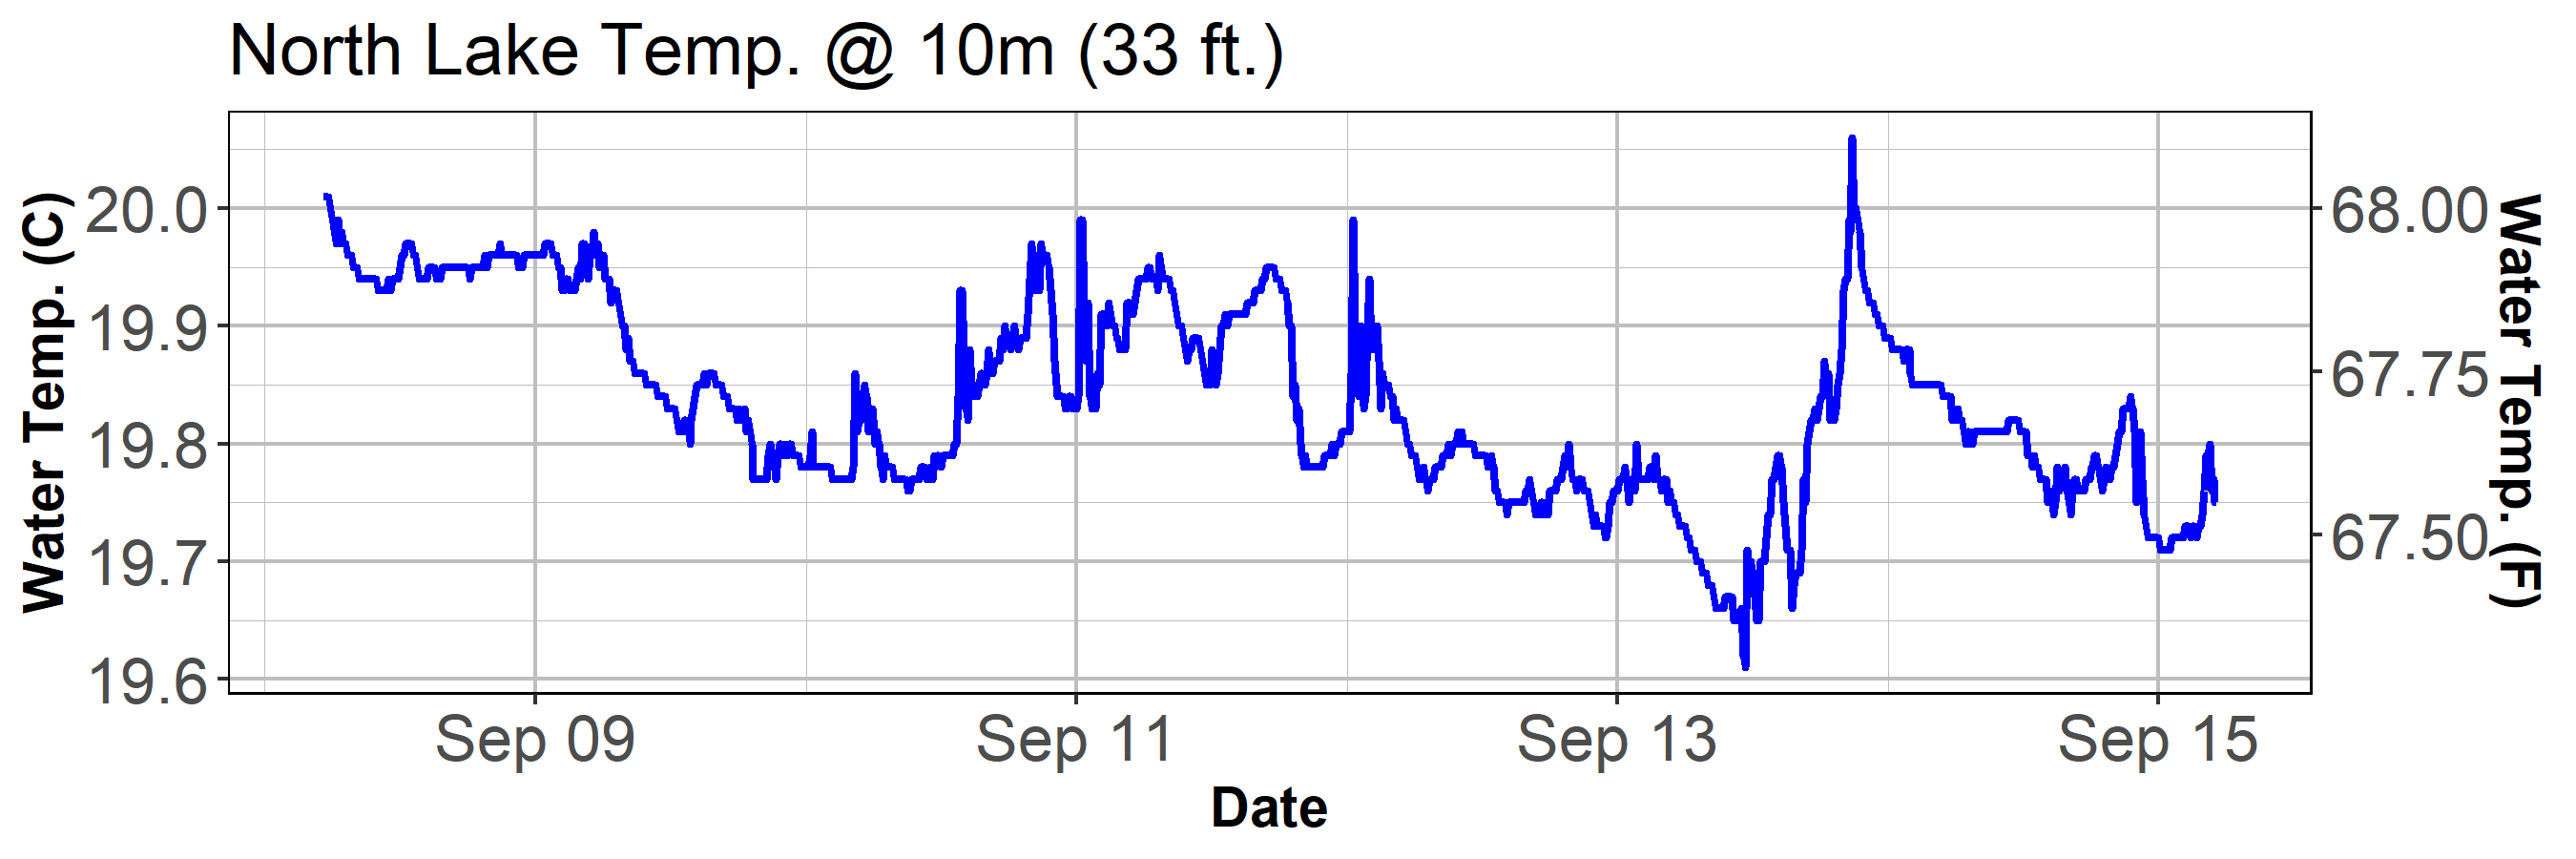 North Lake Temp. @ 10m (33 ft.)
Water Temp. (C)
20.0
19.9
19.8
19.7
19.6
68.00
67.75
67.50
Water Temp. (F)
Sep 09
Sep 11
Sep 13
Sep 15
Date